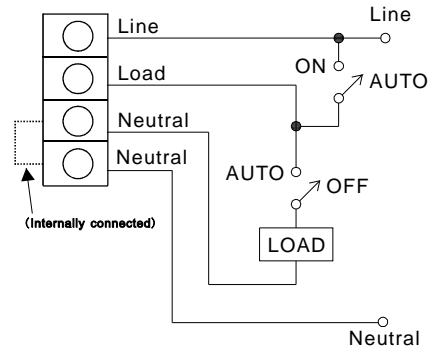 Line
Line
ON
Load
AUTO
Neutral
Neutral
AUTO
OFF
(Internally connected)
LOAD
Neutral